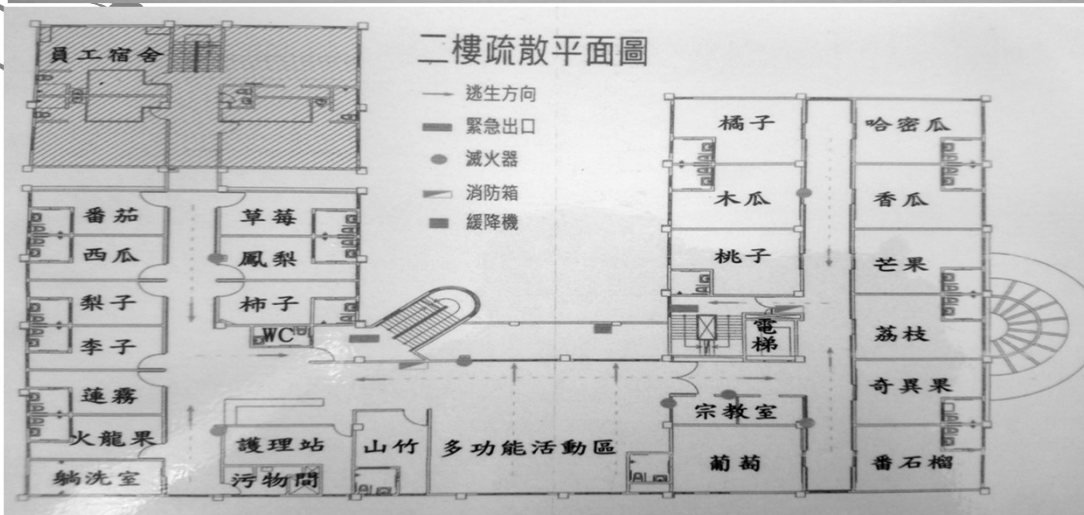 二樓疏散平面圖
逃生方向
緊急出口
滅火器
消防箱
緩降機
員工宿舍
番茄
草莓
西瓜
鳳梨
梨子
柿子
WC
李子
蓮霧
火龍果
躺洗室
護理站
污物間
山竹
多功能活動區
橘子
哈密瓜
木瓜
香瓜
桃子
芒果
電梯
荔枝
奇異果
宗教室
葡萄
番石榴